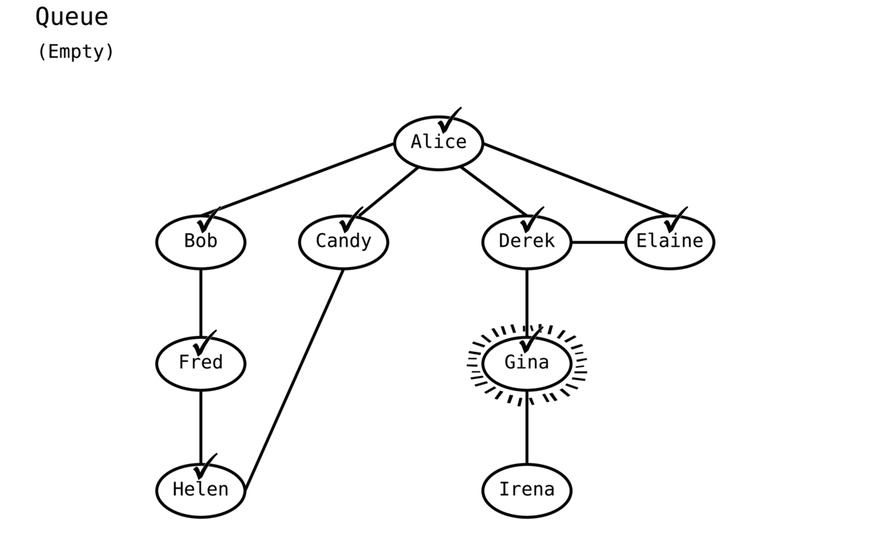 Queue
(Empty)
Alice
Bob
Candy
Derek
Elaine
Fred
Gina
Helen
Irena